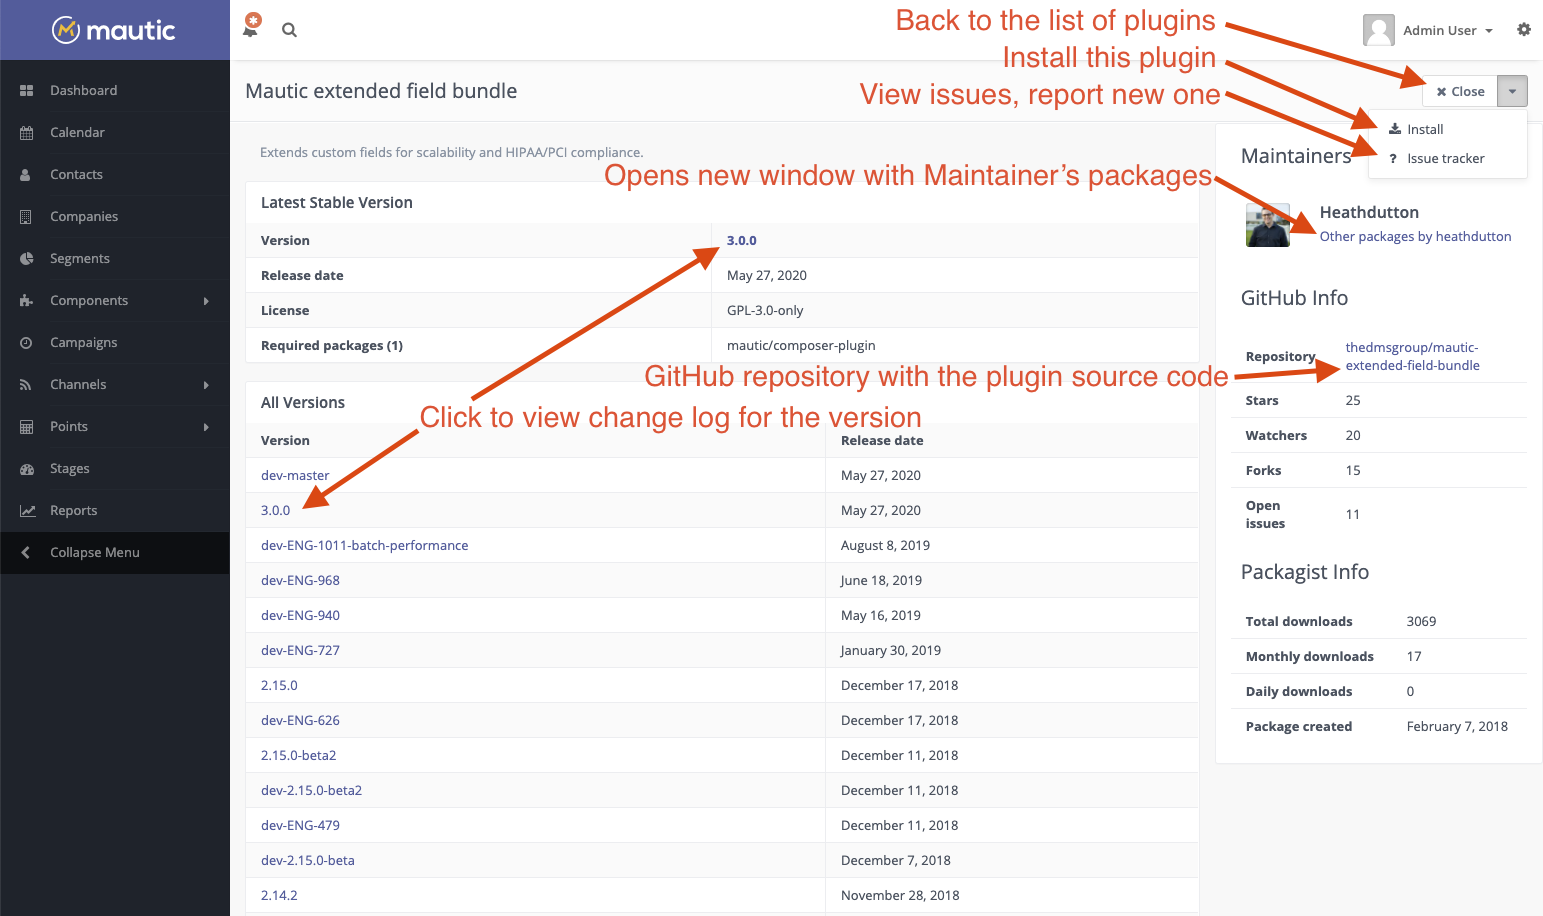 mautic
Back to the list of plugins
Admin User
Install this plugin
View issues, report new one
Mautic extended field bundle
Close
Install
Issue tracker
Dashboard
Calendar
Contacts
Companies
Segments
Components
Campaigns
Channels
Points
Stages
Reports
Collapse Menu
Extends custom fields for scalability and HIPAA/PCI compliance.
Opens new window with Maintainer’s packages
Latest Stable Version
Version 3.0.0
Release date May 27, 2020
License GPL-3.0-only
Required packages (1) mautic/composer-plugin
GitHub repository with the plugin source code
All Versions
Click to view change log for the version
Version Release date
dev-master May 27, 2020
3.0.0 May 27, 2020
dev-ENG-1011-batch-performance August 8, 2019
dev-ENG-968 June 18, 2019
dev-ENG-940 May 16, 2019
dev-ENG-727 January 30, 2019
2.15.0 December 17, 2018
dev-ENG-626 December 17, 2018
2.15.0-beta2 December 11, 2018
dev-2.15.0-beta2 December 11, 2018
dev-ENG-479 December 11, 2018
dev-2.15.0-beta December 7, 2018
2.14.2 November 28, 2018
Maintainers
Heathdutton
Other packages by heathdutton
GitHub Info
Repository thedmsgroup/mautic-
extended-field-bundle
Stars 25
Watchers 20
Forks 15
Open
issues 11
Packagist Info
Total downloads 3069
Monthly downloads 17
Daily downloads 0
Package created February 7, 2018